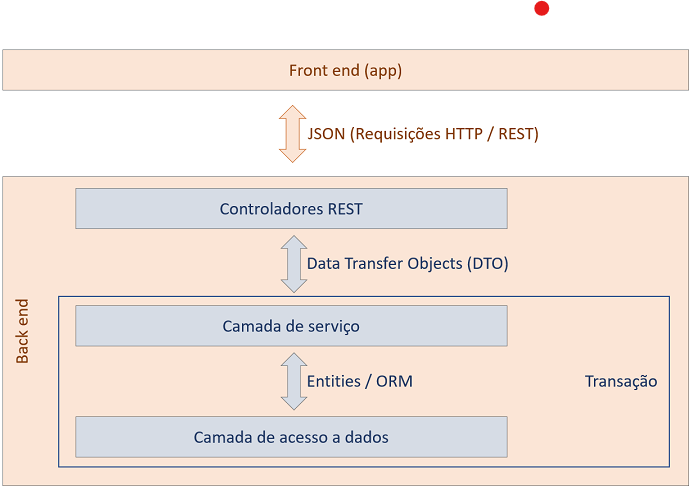 Front end (app)
JSON (Requisições HTTP / REST)
Controladores REST
Data Transfer Objects (DTO)
Back end
Camada de serviço
Entities / ORM
Transação
Camada de acesso a dados